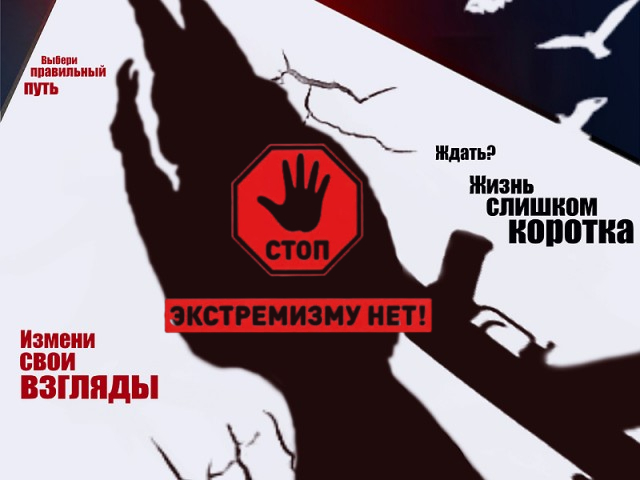 Выбери
правильный
путь
Ждать?
Жизнь
слишком
коротка
СТОП
ЭКСТРЕМИЗМУ НЕТ!
Измени
свои
взгляды